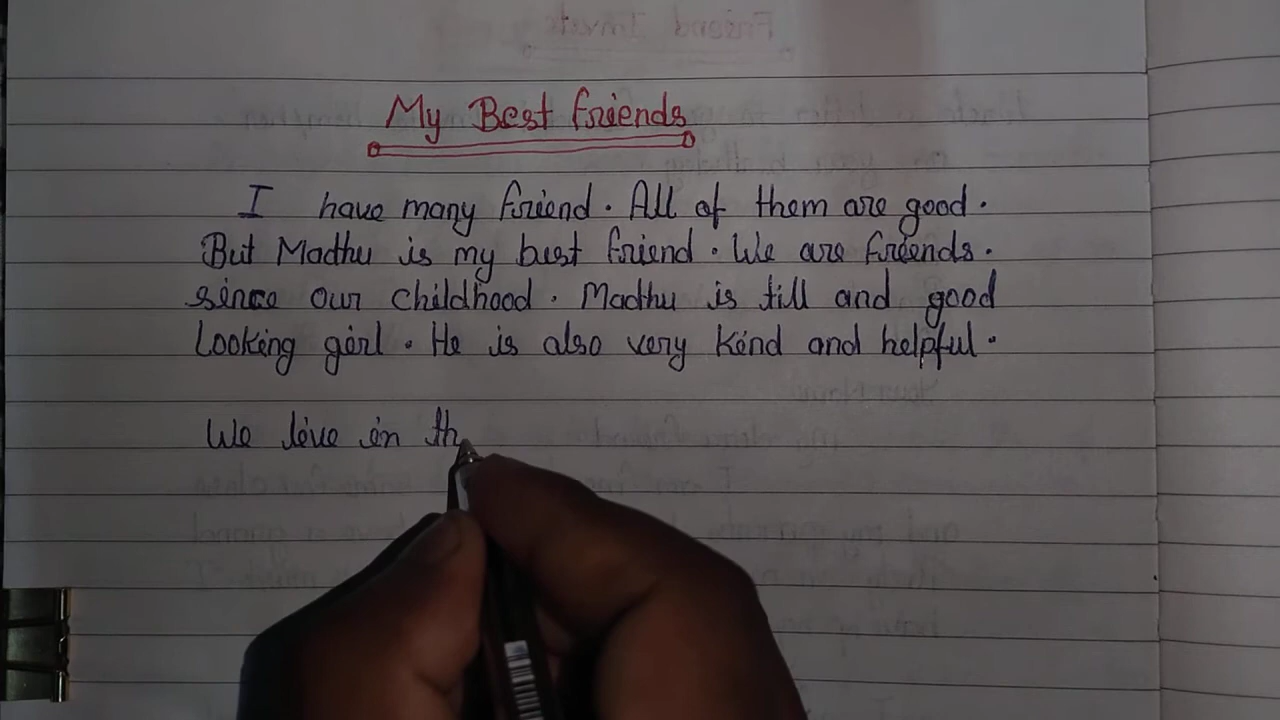 My Best friends
I have many friend. All of them are good.
But Madhu is my best friend. We are friends.
since our childhood. Madhu is till and good
Looking girl. He is also very kind and helpful.
We live in th